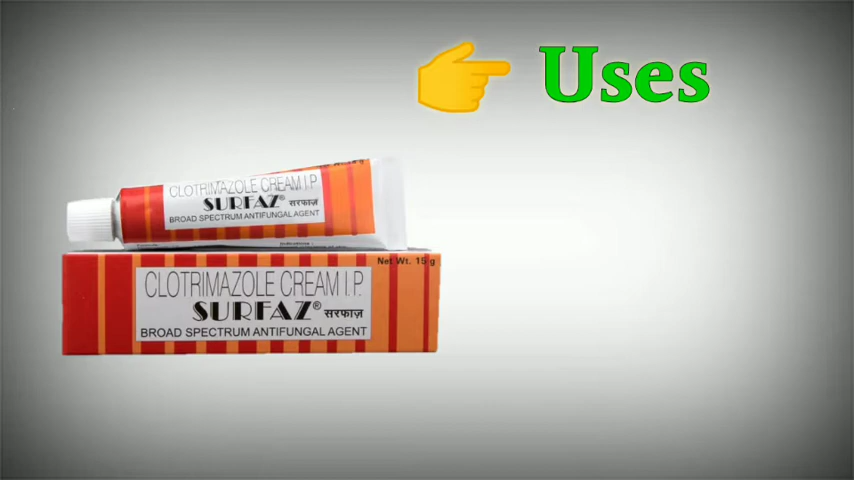 Uses
CLOTRIMAZOLE CREAM I.P.
SURFAZ® सरफाज़
BROAD SPECTRUM ANTIFUNGAL AGENT
Indications :
Net Wt. 15 g
CLOTRIMAZOLE CREAM I.P.
SURFAZ® सरफाज़
BROAD SPECTRUM ANTIFUNGAL AGENT